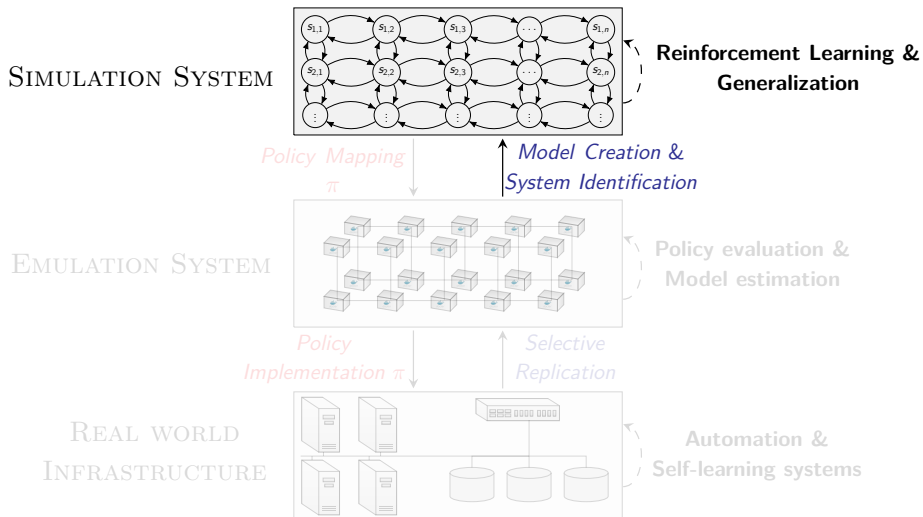 s1,1 s1,2 s1,3 ... s1,n
SIMULATION SYSTEM
s2,1 s2,2 s2,3 ... s2,n
⋮ ⋮ ⋮ ⋮ ⋮
Reinforcement Learning &
Generalization
Policy Mapping
π
Model Creation &
System Identification
EMULATION SYSTEM
Policy evaluation &
Model estimation
Policy
Implementation π
Selective
Replication
REAL WORLD
INFRASTRUCTURE
Automation &
Self-learning systems